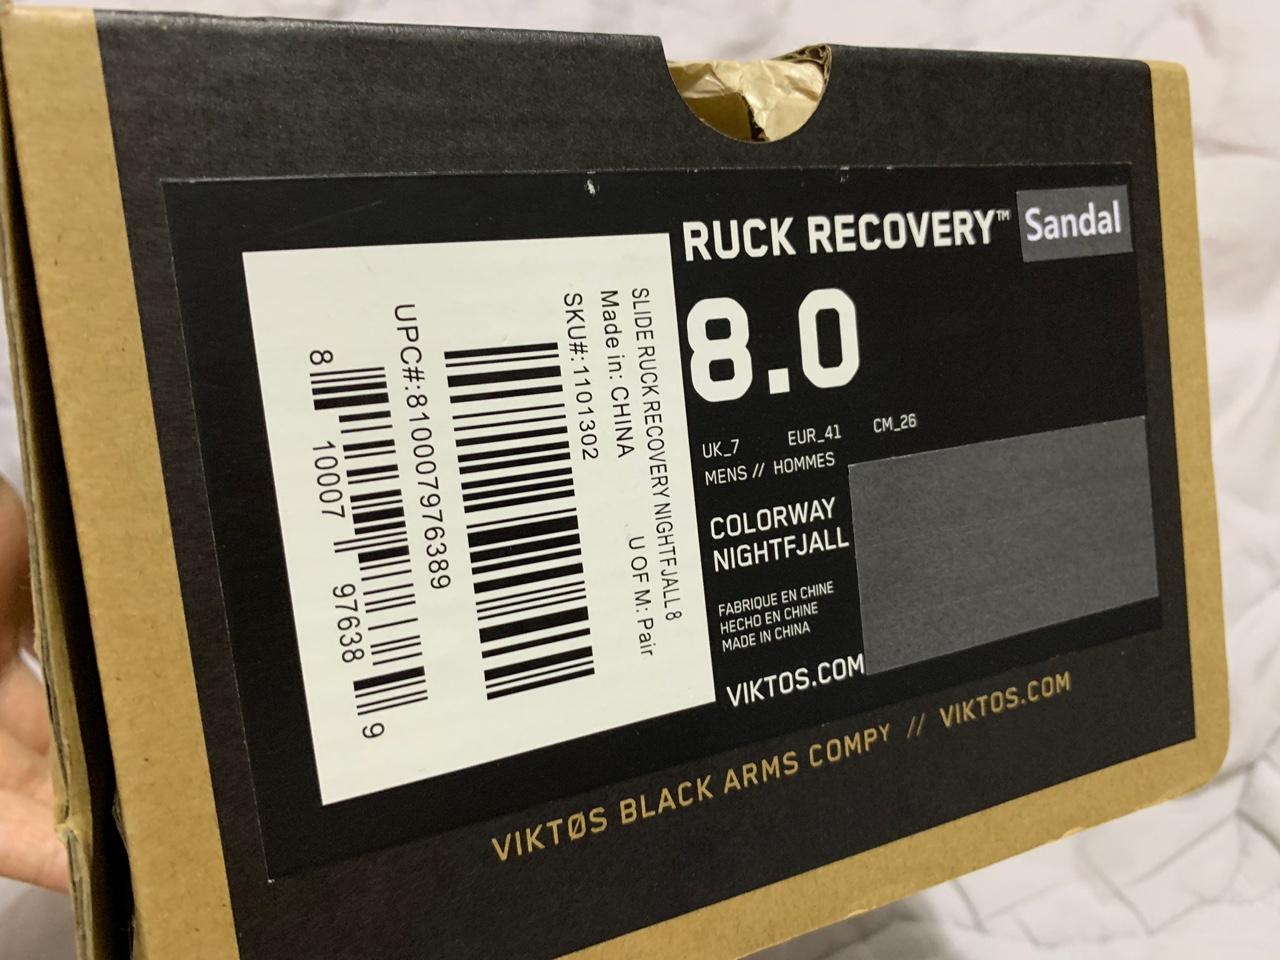 RUCK RECOVERY™ Sandal
8.0
UK_7 EUR_41 CM_26
MENS // HOMMES
COLORWAY
NIGHTFJALL
FABRIQUE EN CHINE
HECHO EN CHINE
MADE IN CHINA
VIKTOS.COM
SLIDE RUCK RECOVERY NIGHTFJALL 8
Made in: CHINA U OF M: Pair
SKU#:1101302
UPC#:810007976389
8 10007 97638 9
VIKTØS BLACK ARMS COMPY // VIKTOS.COM